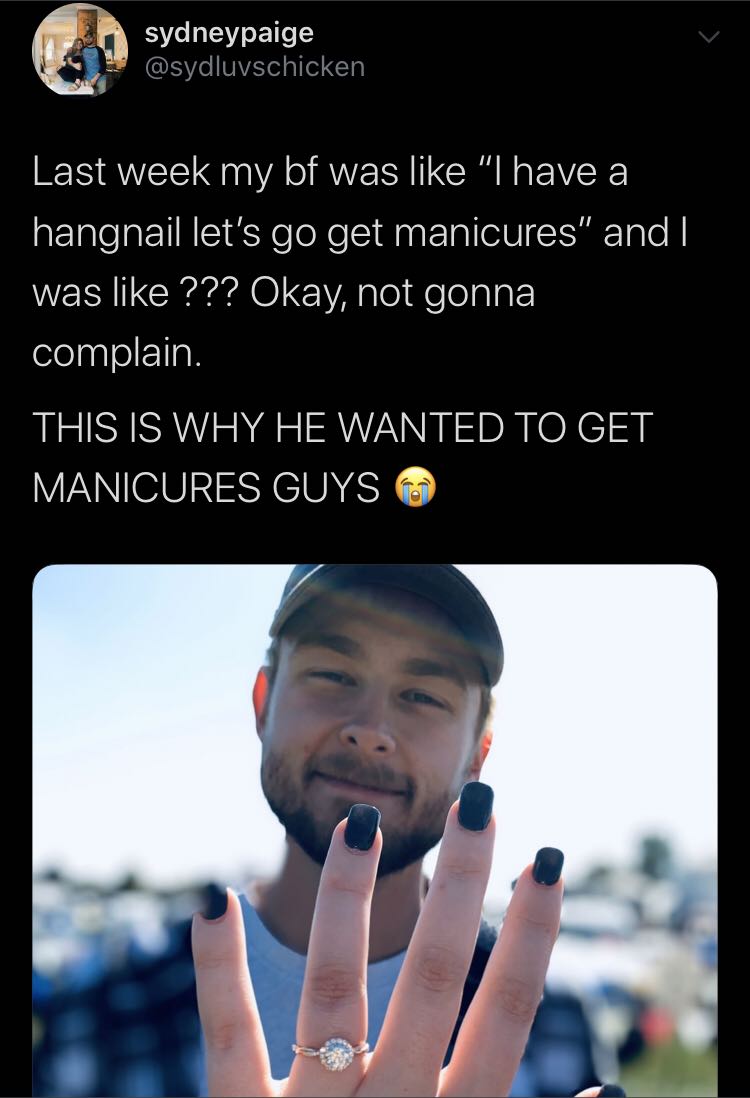 sydneypaige
@sydluvschicken
Last week my bf was like “I have a
hangnail let’s go get manicures” and I
was like ??? Okay, not gonna
complain.
THIS IS WHY HE WANTED TO GET
MANICURES GUYS 😭